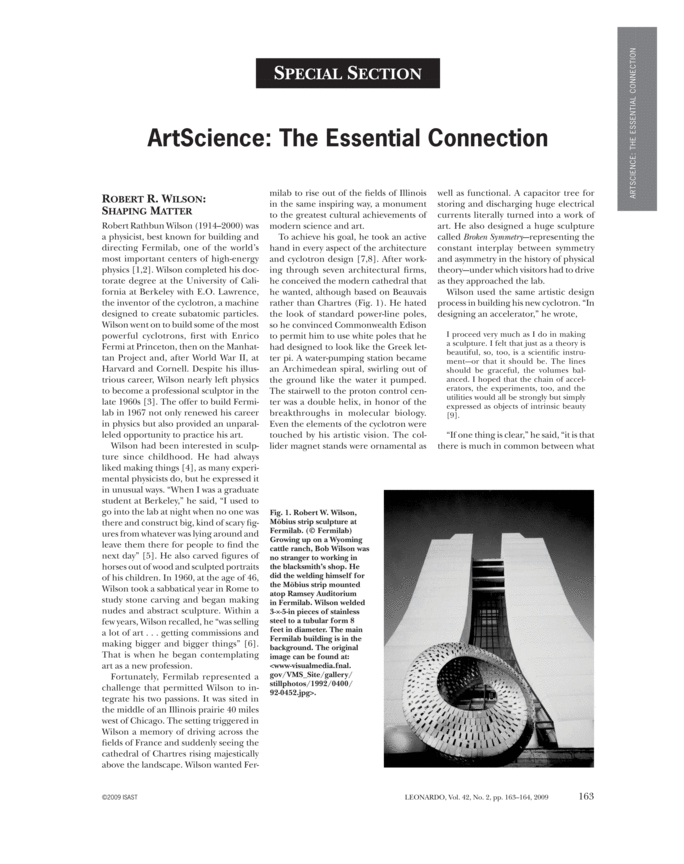 SPECIAL SECTION
ARTSCIENCE: THE ESSENTIAL CONNECTION
ArtScience: The Essential Connection
ROBERT R. WILSON:
SHAPING MATTER
Robert Rathbun Wilson (1914–2000) was
a physicist, best known for building and
directing Fermilab, one of the world's
most important centers of high-energy
physics [1,2]. Wilson completed his doc-
torate degree at the University of Cali-
fornia at Berkeley with E.O. Lawrence,
the inventor of the cyclotron, a machine
designed to create subatomic particles.
Wilson went on to build some of the most
powerful cyclotrons, first with Enrico
Fermi at Princeton, then on the Manhat-
tan Project and, after World War II, at
Harvard and Cornell. Despite his illus-
trious career, Wilson nearly left physics
to become a professional sculptor in the
late 1960s [3]. The offer to build Fermi-
lab in 1967 not only renewed his career
in physics but also provided an unparal-
leled opportunity to practice his art.
Wilson had been interested in sculp-
ture since childhood. He had always
liked making things [4], as many experi-
mental physicists do, but he expressed it
in unusual ways. "When I was a graduate
student at Berkeley," he said, "I used to
go into the lab at night when no one was
there and construct big, kind of scary fig-
ures from whatever was lying around and
leave them there for people to find the
next day" [5]. He also carved figures of
horses out of wood and sculpted portraits
of his children. In 1960, at the age of 46,
Wilson took a sabbatical year in Rome to
study stone carving and began making
nudes and abstract sculpture. Within a
few years, Wilson recalled, he "was selling
a lot of art . . . getting commissions and
making bigger and bigger things" [6].
That is when he began contemplating
art as a new profession.
Fortunately, Fermilab represented a
challenge that permitted Wilson to in-
tegrate his two passions. It was sited in
the middle of an Illinois prairie 40 miles
west of Chicago. The setting triggered in
Wilson a memory of driving across the
fields of France and suddenly seeing the
cathedral of Chartres rising majestically
above the landscape. Wilson wanted Fer-
milab to rise out of the fields of Illinois
in the same inspiring way, a monument
to the greatest cultural achievements of
modern science and art.
To achieve his goal, he took an active
hand in every aspect of the architecture
and cyclotron design [7,8]. After work-
ing through seven architectural firms,
he conceived the modern cathedral that
he wanted, although based on Beauvais
rather than Chartres (Fig. 1). He hated
the look of standard power-line poles,
so he convinced Commonwealth Edison
to permit him to use white poles that he
had designed to look like the Greek let-
ter pi. A water-pumping station became
an Archimedean spiral, swirling out of
the ground like the water it pumped.
The stairwell to the proton control cen-
ter was a double helix, in honor of the
breakthroughs in molecular biology.
Even the elements of the cyclotron were
touched by his artistic vision. The col-
lider magnet stands were ornamental as
well as functional. A capacitor tree for
storing and discharging huge electrical
currents literally turned into a work of
art. He also designed a huge sculpture
called Broken Symmetry—representing the
constant interplay between symmetry
and asymmetry in the history of physical
theory—under which visitors had to drive
as they approached the lab.
Wilson used the same artistic design
process in building his new cyclotron. "In
designing an accelerator," he wrote,
I proceed very much as I do in making
a sculpture. I felt that just as a theory is
beautiful, so, too, is a scientific instru-
ment—or that it should be. The lines
should be graceful, the volumes bal-
anced. I hoped that the chain of accel-
erators, the experiments, too, and the
utilities would all be strongly but simply
expressed as objects of intrinsic beauty
[9].
"If one thing is clear," he said, "it is that
there is much in common between what
Fig. 1. Robert W. Wilson,
Möbius strip sculpture at
Fermilab. (© Fermilab)
Growing up on a Wyoming
cattle ranch, Bob Wilson was
no stranger to working in
the blacksmith's shop. He
did the welding himself for
the Möbius strip mounted
atop Ramsey Auditorium
in Fermilab. Wilson welded
3-×-5-in pieces of stainless
steel to a tubular form 8
feet in diameter. The main
Fermilab building is in the
background. The original
image can be found at:
<www-visualmedia.fnal.
gov/VMS_Site/gallery/
stillphotos/1992/0400/
92-0452.jpg>.
©2009 ISAST
LEONARDO, Vol. 42, No. 2, pp. 163–164, 2009
163